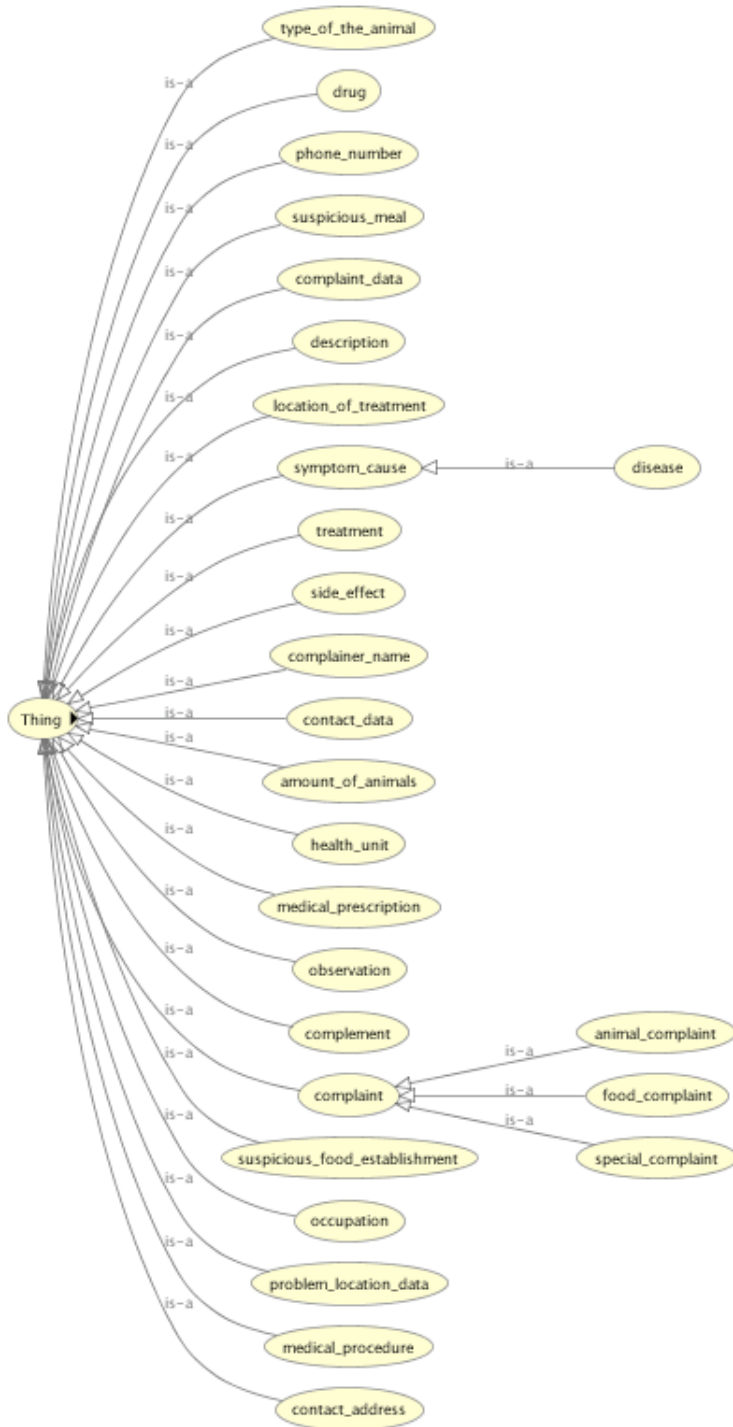 type_of_the_animal
is-a
drug
is-a
phone_number
is-a
suspicious_meal
is-a
complaint_data
is-a
description
is-a
location_of_treatment
is-a
symptom_cause
is-a
disease
is-a
treatment
is-a
side_effect
is-a
complainer_name
is-a
Thing
is-a
contact_data
is-a
amount_of_animals
is-a
health_unit
is-a
medical_prescription
is-a
observation
is-a
complement
is-a
animal_complaint
is-a
is-a
complaint
is-a
food_complaint
is-a
special_complaint
is-a
suspicious_food_establishment
occupation
is-a
problem_location_data
is-a
medical_procedure
contact_address